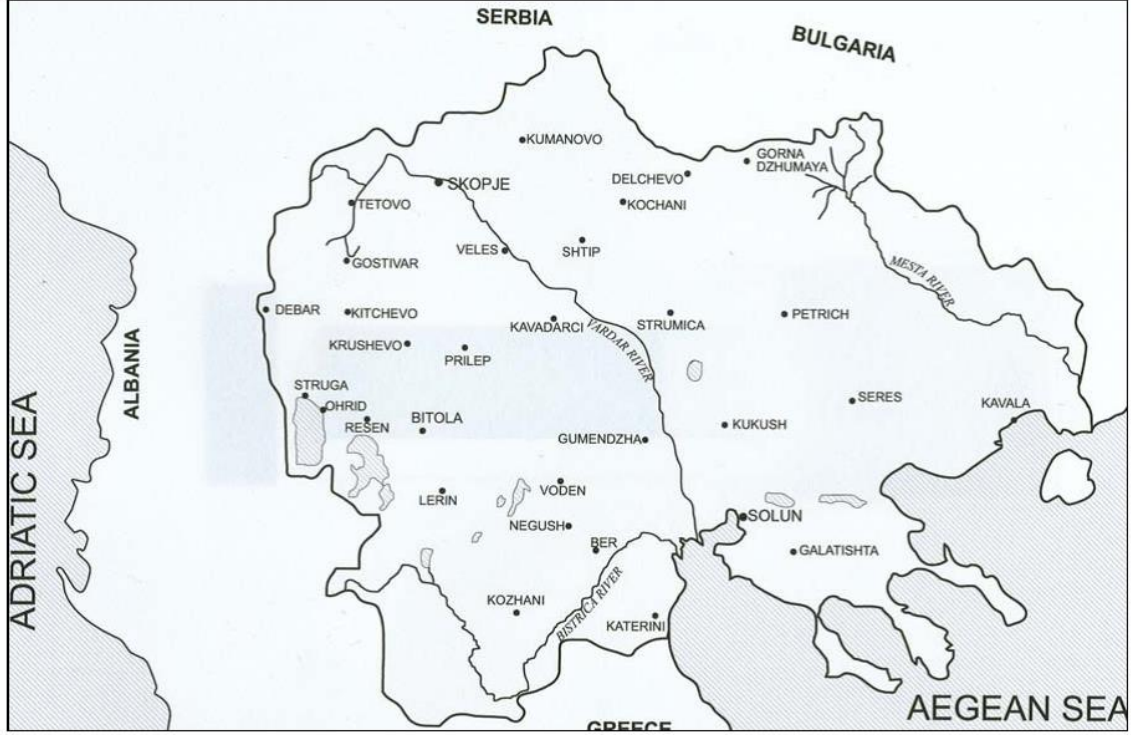 SERBIA
BULGARIA
KUMANOVO
GORNA
DZHUMAYA
DELCHEVO
SKOPJE
TETOVO
KOCHANI
VELES
SHTIP
GOSTIVAR
MESTA RIVER
DEBAR
KITCHEVO
KAVADARCI
VARDAR RIVER
STRUMICA
PETRICH
KRUSHEVO
PRILEP
ALBANIA
STRUGA
OHRID
RESEN
BITOLA
SERES
KAVALA
KUKUSH
GUMENDZHA
ADRIATIC SEA
LERIN
VODEN
NEGUSH
SOLUN
BER
GALATISHTA
KOZHANI
BISTRICA RIVER
KATERINI
AEGEAN SEA
GREECE